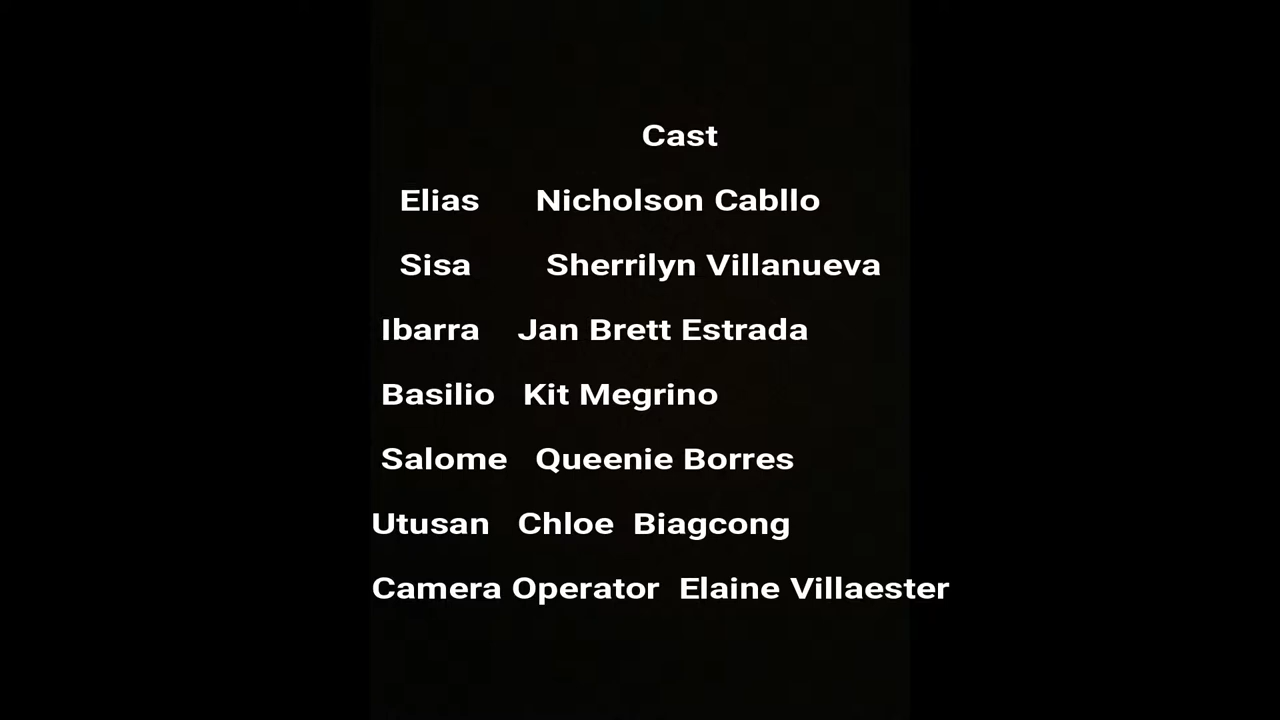 Cast
Elias Nicholson Cabllo
Sisa Sherrilyn Villanueva
Ibarra Jan Brett Estrada
Basilio Kit Megrino
Salome Queenie Borres
Utusan Chloe Biagcong
Camera Operator Elaine Villaester